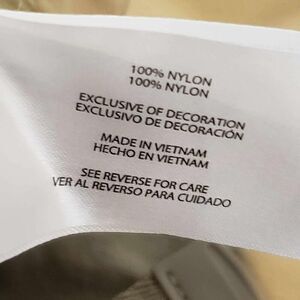 100% NYLON
100% NYLON
EXCLUSIVE OF DECORATION
EXCLUSIVO DE DECORACIÓN
MADE IN VIETNAM
HECHO EN VIETNAM
SEE REVERSE FOR CARE
VER AL REVERSO PARA CUIDADO